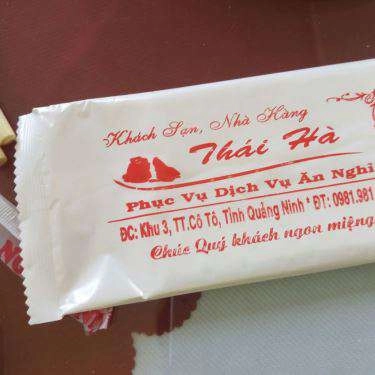 Khách Sạn, Nhà Hàng
Thái Hà
Phục Vụ Dịch Vụ Ăn Nghỉ
ĐC: Khu 3, TT.Cô Tô, Tỉnh Quảng Ninh * ĐT: 0981.981
Chúc Quý khách ngon miệng